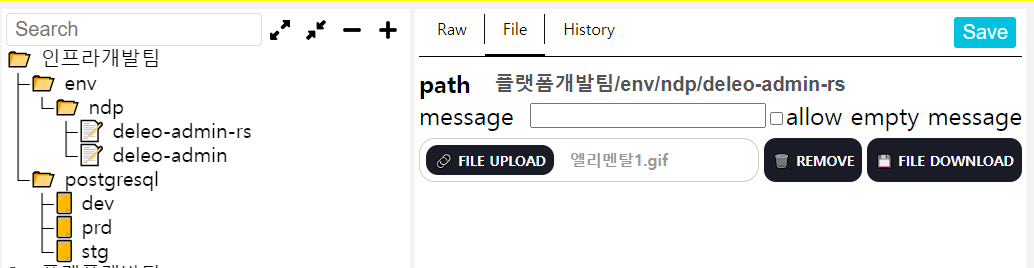 Search
인프라개발팀
env
ndp
deleo-admin-rs
deleo-admin
postgresql
dev
prd
stg
Raw File History Save
path 플랫폼개발팀/env/ndp/deleo-admin-rs
message allow empty message
FILE UPLOAD 엘리멘탈1.gif REMOVE FILE DOWNLOAD